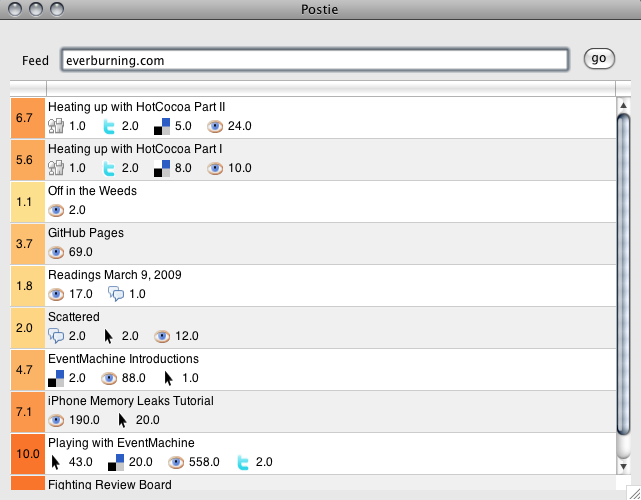 Postie
Feed everburning.com go
6.7 Heating up with HotCocoa Part II
1.0 2.0 5.0 24.0
5.6 Heating up with HotCocoa Part I
1.0 2.0 8.0 10.0
1.1 Off in the Weeds
2.0
3.7 GitHub Pages
69.0
1.8 Readings March 9, 2009
17.0 1.0
2.0 Scattered
2.0 2.0 12.0
4.7 EventMachine Introductions
2.0 88.0 1.0
7.1 iPhone Memory Leaks Tutorial
190.0 20.0
10.0 Playing with EventMachine
43.0 20.0 558.0 2.0
Fighting Review Board